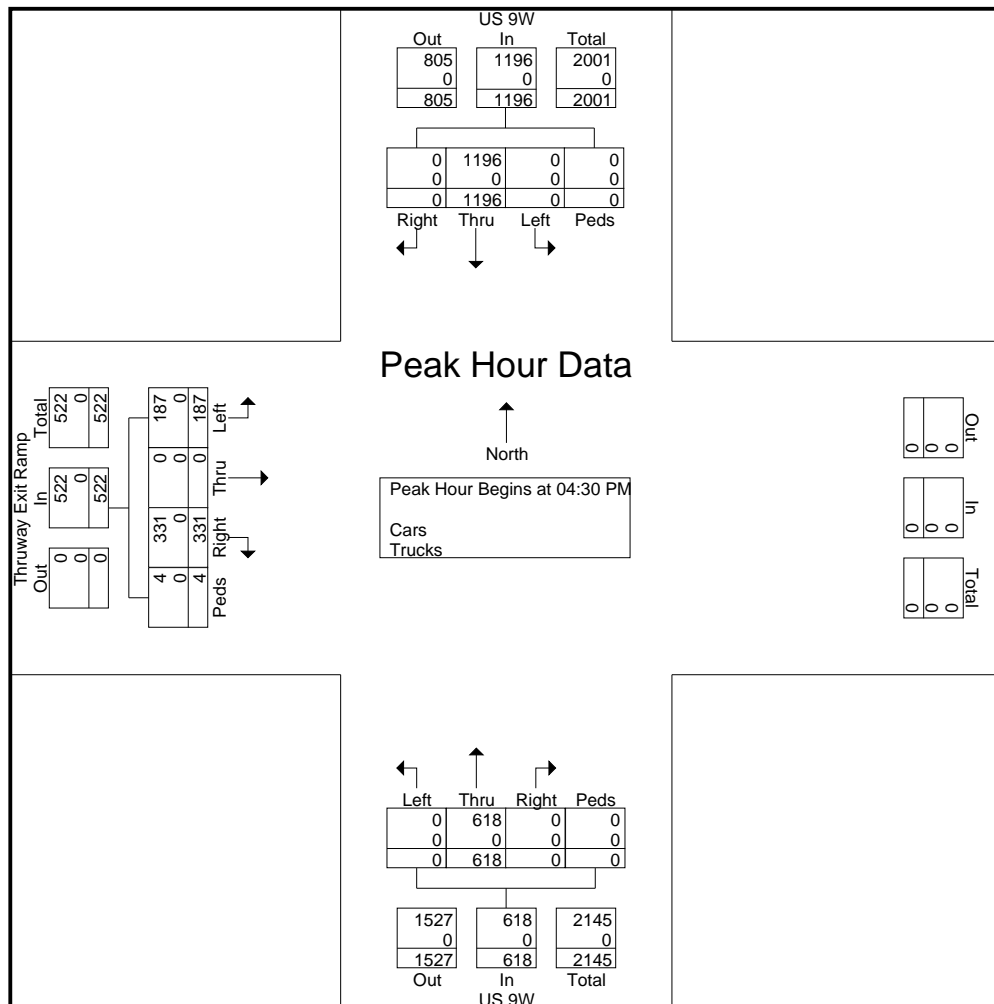 US 9W
Out In Total
805 1196 2001
0 0 0
805 1196 2001
0 1196 0 0
0 0 0 0
0 1196 0 0
Right Thru Left Peds
Peak Hour Data
North
Peak Hour Begins at 04:30 PM
Cars
Trucks
Thruway Exit Ramp
Out In Total
0 522 522
0 0 0
0 522 522
4 331 0 187
0 0 0 0
4 331 0 187
Peds Right Thru Left
Out In Total
0 0 0
0 0 0
0 0 0
Left Thru Right Peds
0 618 0 0
0 0 0 0
0 618 0 0
1527 618 2145
0 0 0
1527 618 2145
Out In Total
US 9W